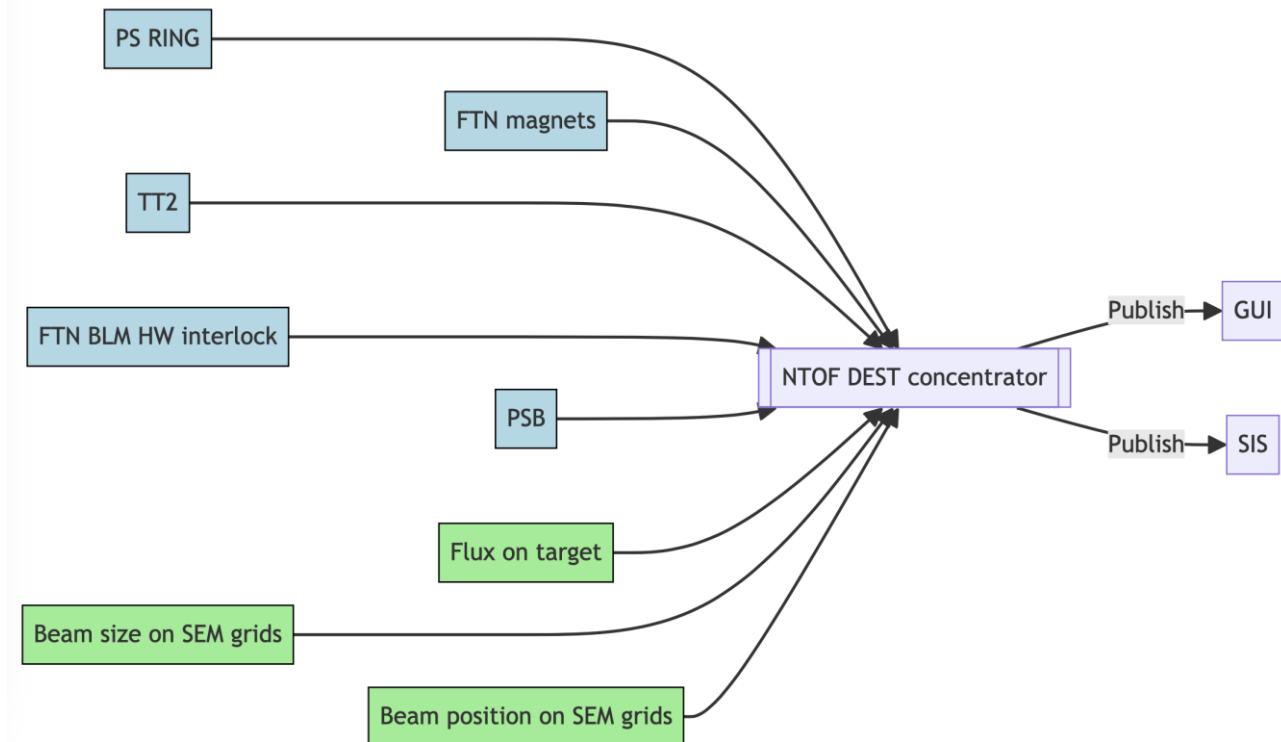 PS RING
FTN magnets
TT2
FTN BLM HW interlock
PSB
Flux on target
Beam size on SEM grids
Beam position on SEM grids
NTOF DEST concentrator
Publish
GUI
Publish
SIS